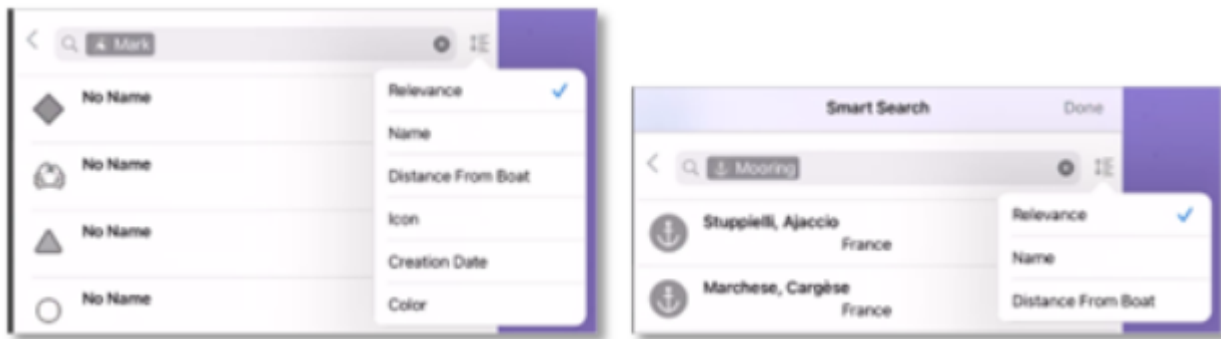 Mark
No Name
No Name
No Name
No Name
Relevance
Name
Distance From Boat
Icon
Creation Date
Color
Smart Search
Done
Mooring
Stuppielli, Ajaccio
France
Marchese, Cargèse
France
Relevance
Name
Distance From Boat